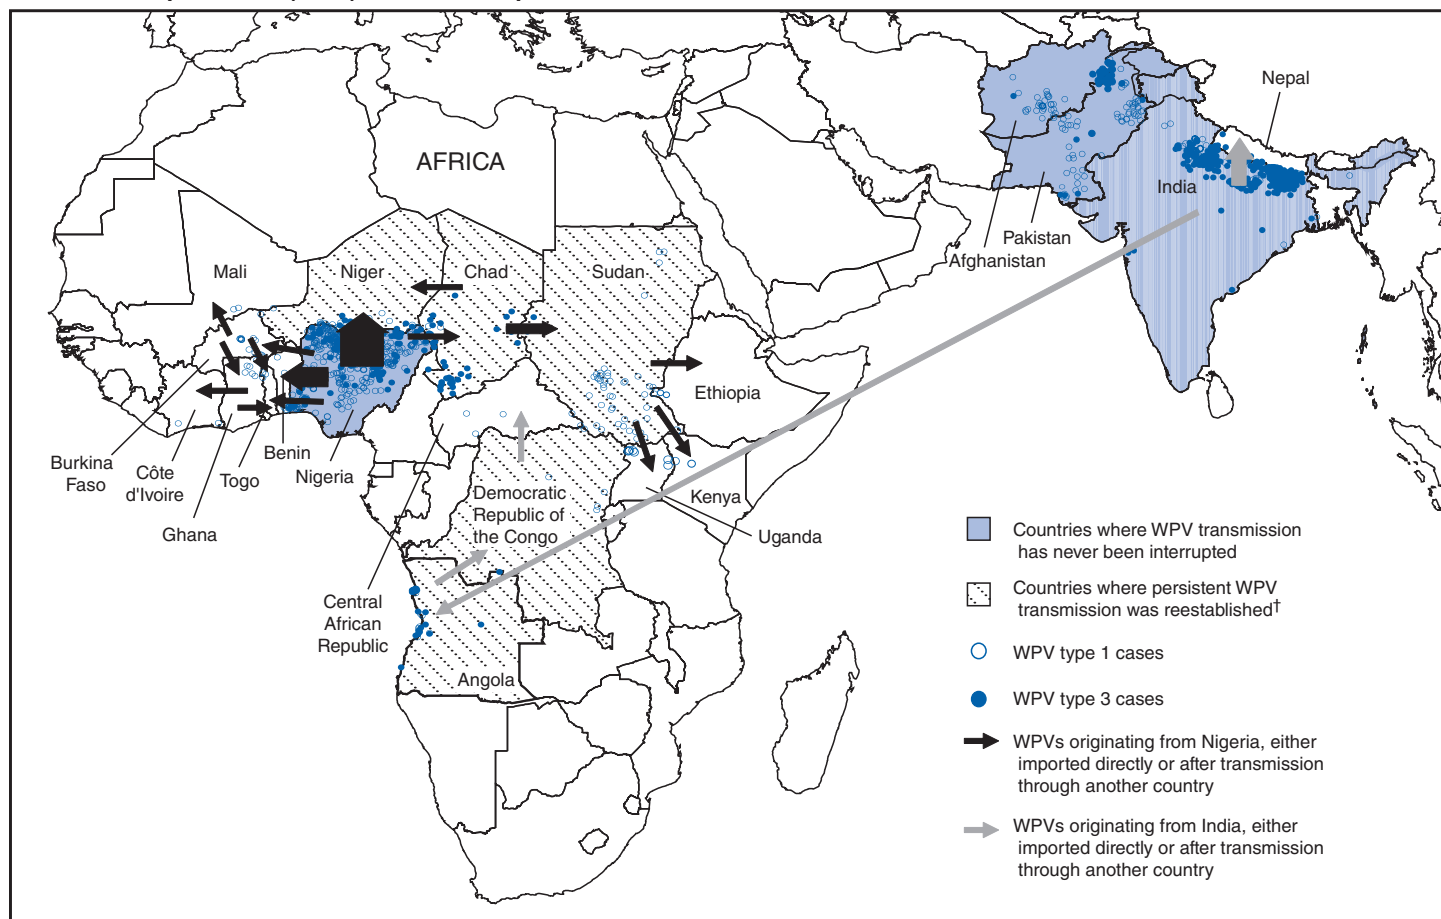 Nepal
AFRICA
India
Pakistan
Afghanistan
Mali
Niger
Chad
Sudan
Ethiopia
Burkina
Faso
Côte
d'Ivoire
Ghana
Togo
Benin
Nigeria
Democratic
Republic of
the Congo
Kenya
Uganda
Central
African
Republic
Angola
Countries where WPV transmission
has never been interrupted
Countries where persistent WPV
transmission was reestablished†
WPV type 1 cases
WPV type 3 cases
WPVs originating from Nigeria, either
imported directly or after transmission
through another country
WPVs originating from India, either
imported directly or after transmission
through another country